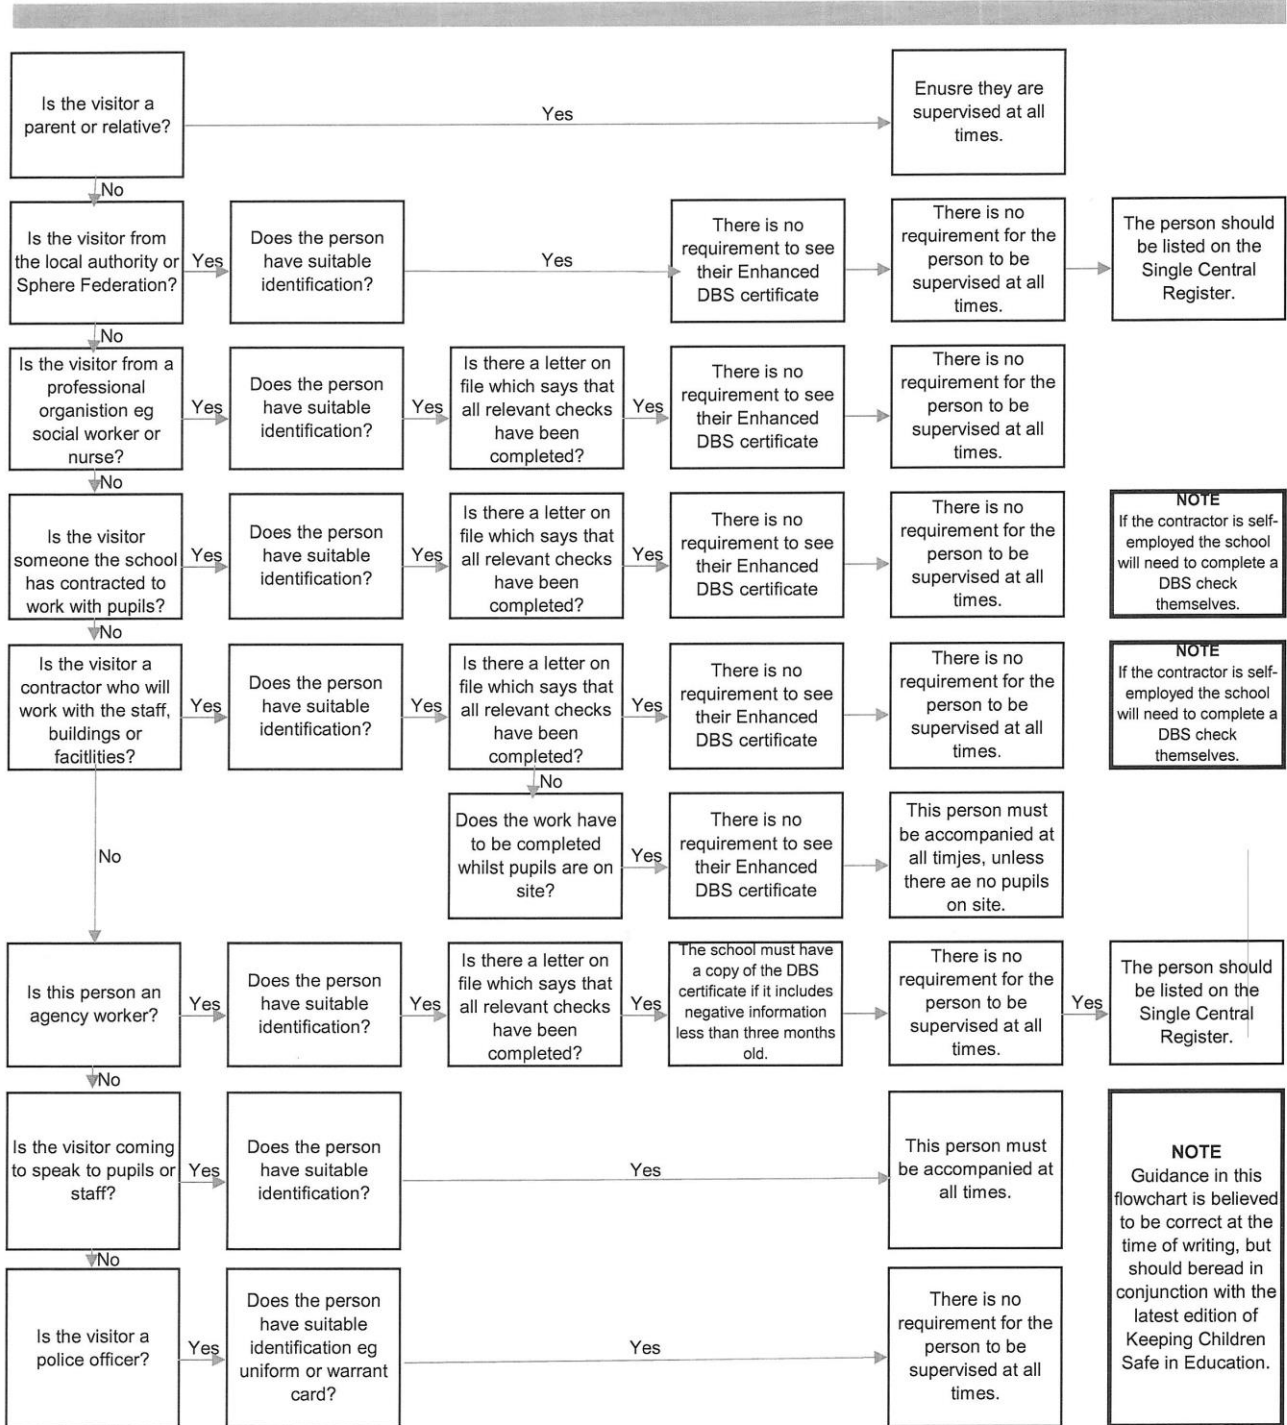 Is the visitor a
parent or relative?
Yes
Enusre they are
supervised at all
times.
No
Is the visitor from
the local authority or
Sphere Federation?
Yes
Does the person
have suitable
identification?
Yes
There is no
requirement to see
their Enhanced
DBS certificate
There is no
requirement for the
person to be
supervised at all
times.
The person should
be listed on the
Single Central
Register.
No
Is the visitor from a
professional
organistion eg
social worker or
nurse?
Yes
Does the person
have suitable
identification?
Yes
Is there a letter on
file which says that
all relevant checks
have been
completed?
Yes
There is no
requirement to see
their Enhanced
DBS certificate
There is no
requirement for the
person to be
supervised at all
times.
No
Is the visitor
someone the school
has contracted to
work with pupils?
Yes
Does the person
have suitable
identification?
Yes
Is there a letter on
file which says that
all relevant checks
have been
completed?
Yes
There is no
requirement to see
their Enhanced
DBS certificate
There is no
requirement for the
person to be
supervised at all
times.
NOTE
If the contractor is self-
employed the school
will need to complete a
DBS check
themselves.
No
Is the visitor a
contractor who will
work with the staff,
buildings or
facitlities?
Yes
Does the person
have suitable
identification?
Yes
Is there a letter on
file which says that
all relevant checks
have been
completed?
Yes
There is no
requirement to see
their Enhanced
DBS certificate
There is no
requirement for the
person to be
supervised at all
times.
NOTE
If the contractor is self-
employed the school
will need to complete a
DBS check
themselves.
No
Does the work have
to be completed
whilst pupils are on
site?
Yes
There is no
requirement to see
their Enhanced
DBS certificate
This person must
be accompanied at
all timjes, unless
there ae no pupils
on site.
No
Is this person an
agency worker?
Yes
Does the person
have suitable
identification?
Yes
Is there a letter on
file which says that
all relevant checks
have been
completed?
Yes
The school must have
a copy of the DBS
certificate if it includes
negative information
less than three months
old.
There is no
requirement for the
person to be
supervised at all
times.
Yes
The person should
be listed on the
Single Central
Register.
No
Is the visitor coming
to speak to pupils or
staff?
Yes
Does the person
have suitable
identification?
Yes
This person must
be accompanied at
all times.
NOTE
Guidance in this
flowchart is believed
to be correct at the
time of writing, but
should beread in
conjunction with the
latest edition of
Keeping Children
Safe in Education.
No
Is the visitor a
police officer?
Yes
Does the person
have suitable
identification eg
uniform or warrant
card?
Yes
There is no
requirement for the
person to be
supervised at all
times.